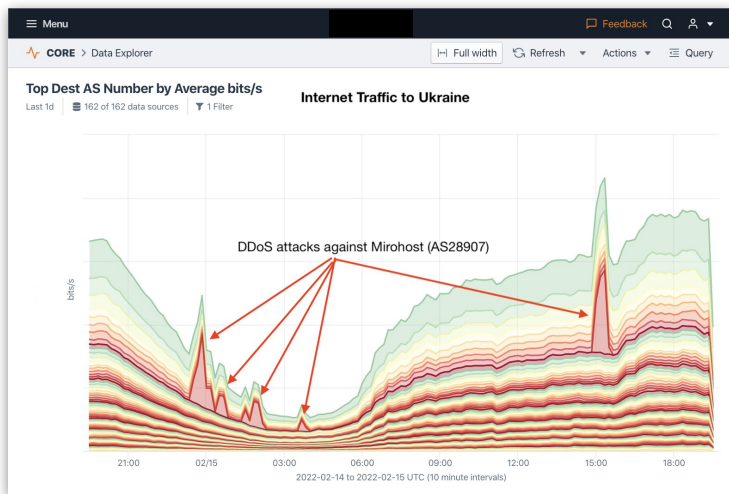 Menu
Feedback
CORE > Data Explorer
Full width
Refresh
Actions
Query
Top Dest AS Number by Average bits/s
Last 1d
162 of 162 data sources
1 Filter
Internet Traffic to Ukraine
DDoS attacks against Mirohost (AS28907)
bits/s
21:00
02/15
03:00
06:00
09:00
12:00
15:00
18:00
2022-02-14 to 2022-02-15 UTC (10 minute intervals)